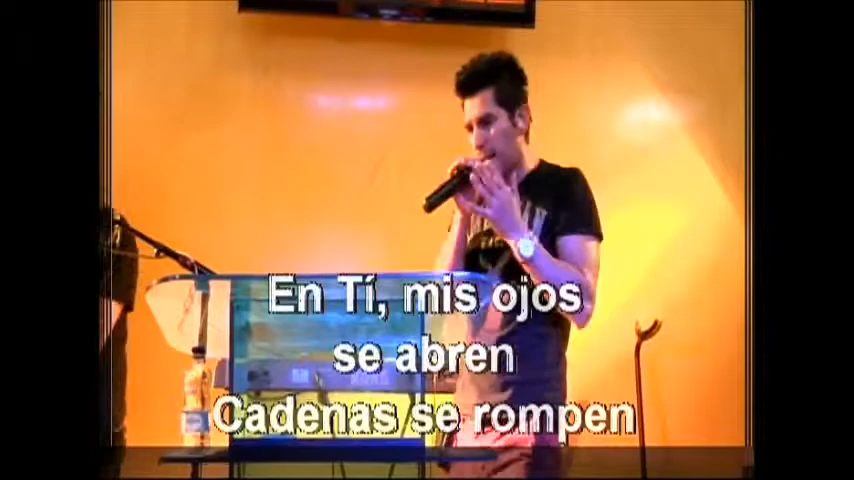 En Tí, mis ojos
se abren
Cadenas se rompen